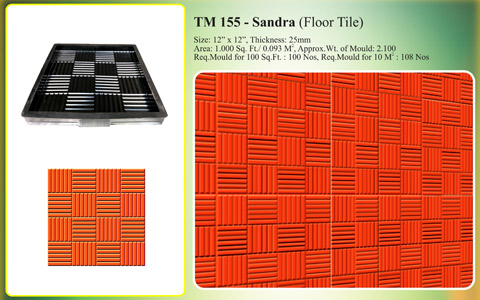 TM 155 - Sandra (Floor Tile)
Size: 12" x 12", Thickness: 25mm
Area: 1.000 Sq. Ft./ 0.093 M², Approx.Wt. of Mould: 2.100
Req.Mould for 100 Sq.Ft. : 100 Nos, Req.Mould for 10 M² : 108 Nos